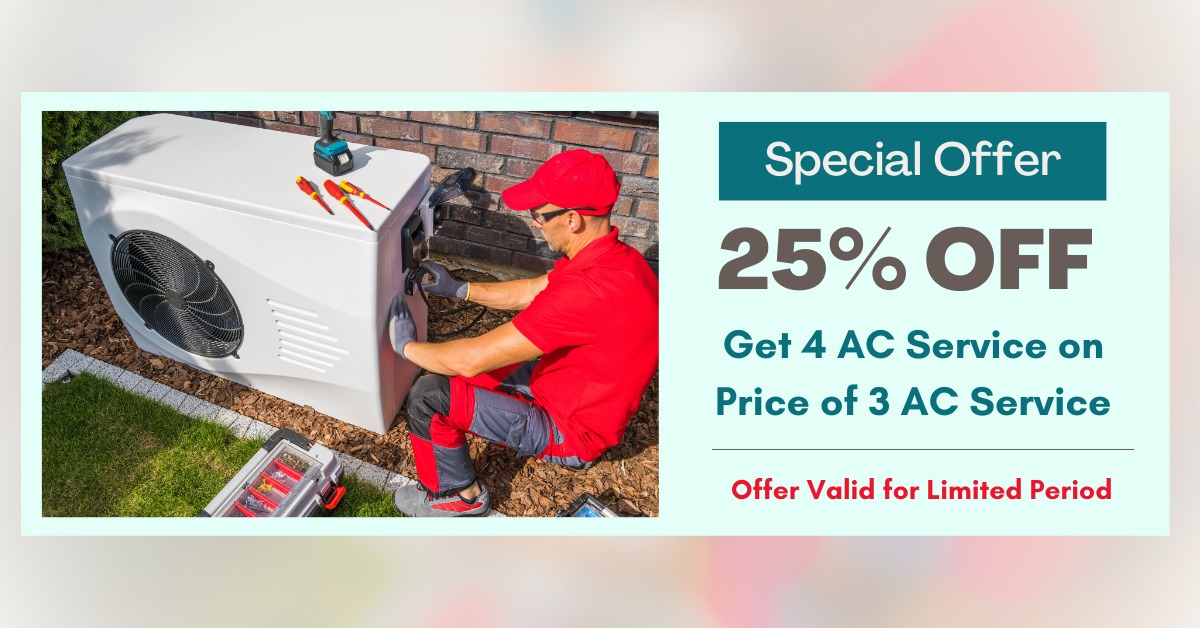 Special Offer
25% OFF
Get 4 AC Service on
Price of 3 AC Service
Offer Valid for Limited Period